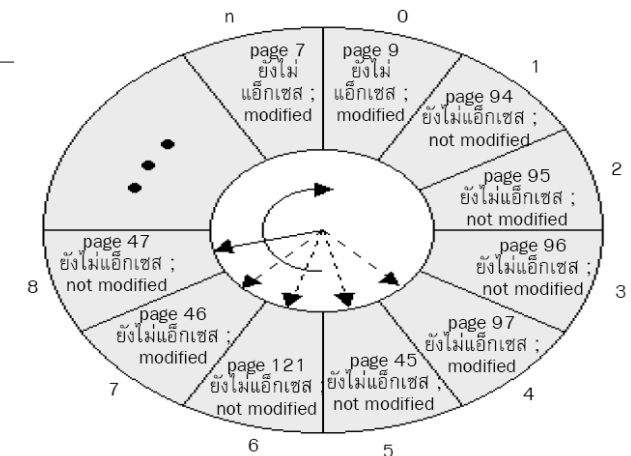 n
0
page 7
ยังไม่
แอ็กเซส ;
modified
page 9
ยังไม่
แอ็กเซส ;
modified
1
page 94
ยังไม่แอ็กเซส ;
not modified
2
page 95
ยังไม่แอ็กเซส ;
not modified
3
page 96
ยังไม่แอ็กเซส ;
not modified
4
page 97
ยังไม่แอ็กเซส ;
modified
5
page 45
ยังไม่แอ็กเซส ;
not modified
6
page 121
ยังไม่แอ็กเซส ;
not modified
7
page 46
ยังไม่แอ็กเซส ;
modified
8
page 47
ยังไม่แอ็กเซส ;
not modified